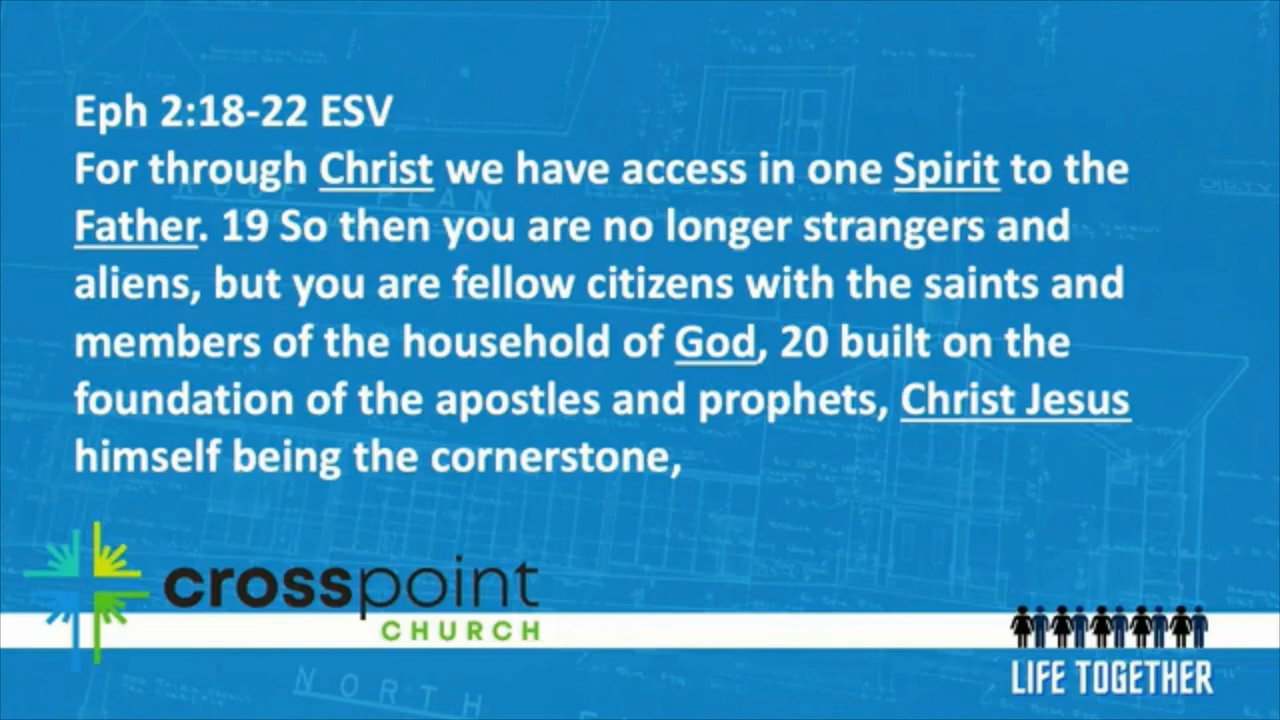 Eph 2:18-22 ESV
For through Christ we have access in one Spirit to the
Father. 19 So then you are no longer strangers and
aliens, but you are fellow citizens with the saints and
members of the household of God, 20 built on the
foundation of the apostles and prophets, Christ Jesus
himself being the cornerstone,
crosspoint
CHURCH
LIFE TOGETHER
ROOF PLAN
NORTH